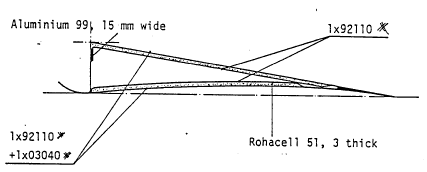 Aluminium 99, 15 mm wide
1x92110 *
1x92110 *
+1x03040 *
Rohacell 51, 3 thick